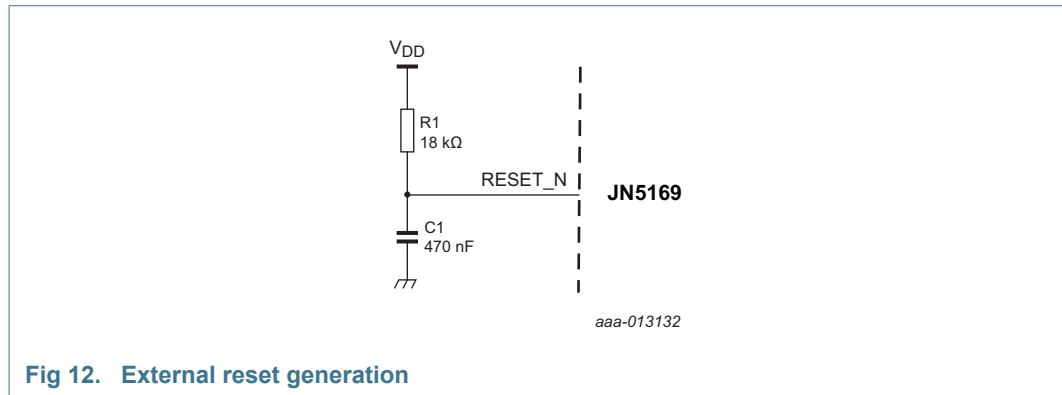 VDD
R1
18 kΩ
RESET_N
JN5169
C1
470 nF
aaa-013132
Fig 12. External reset generation